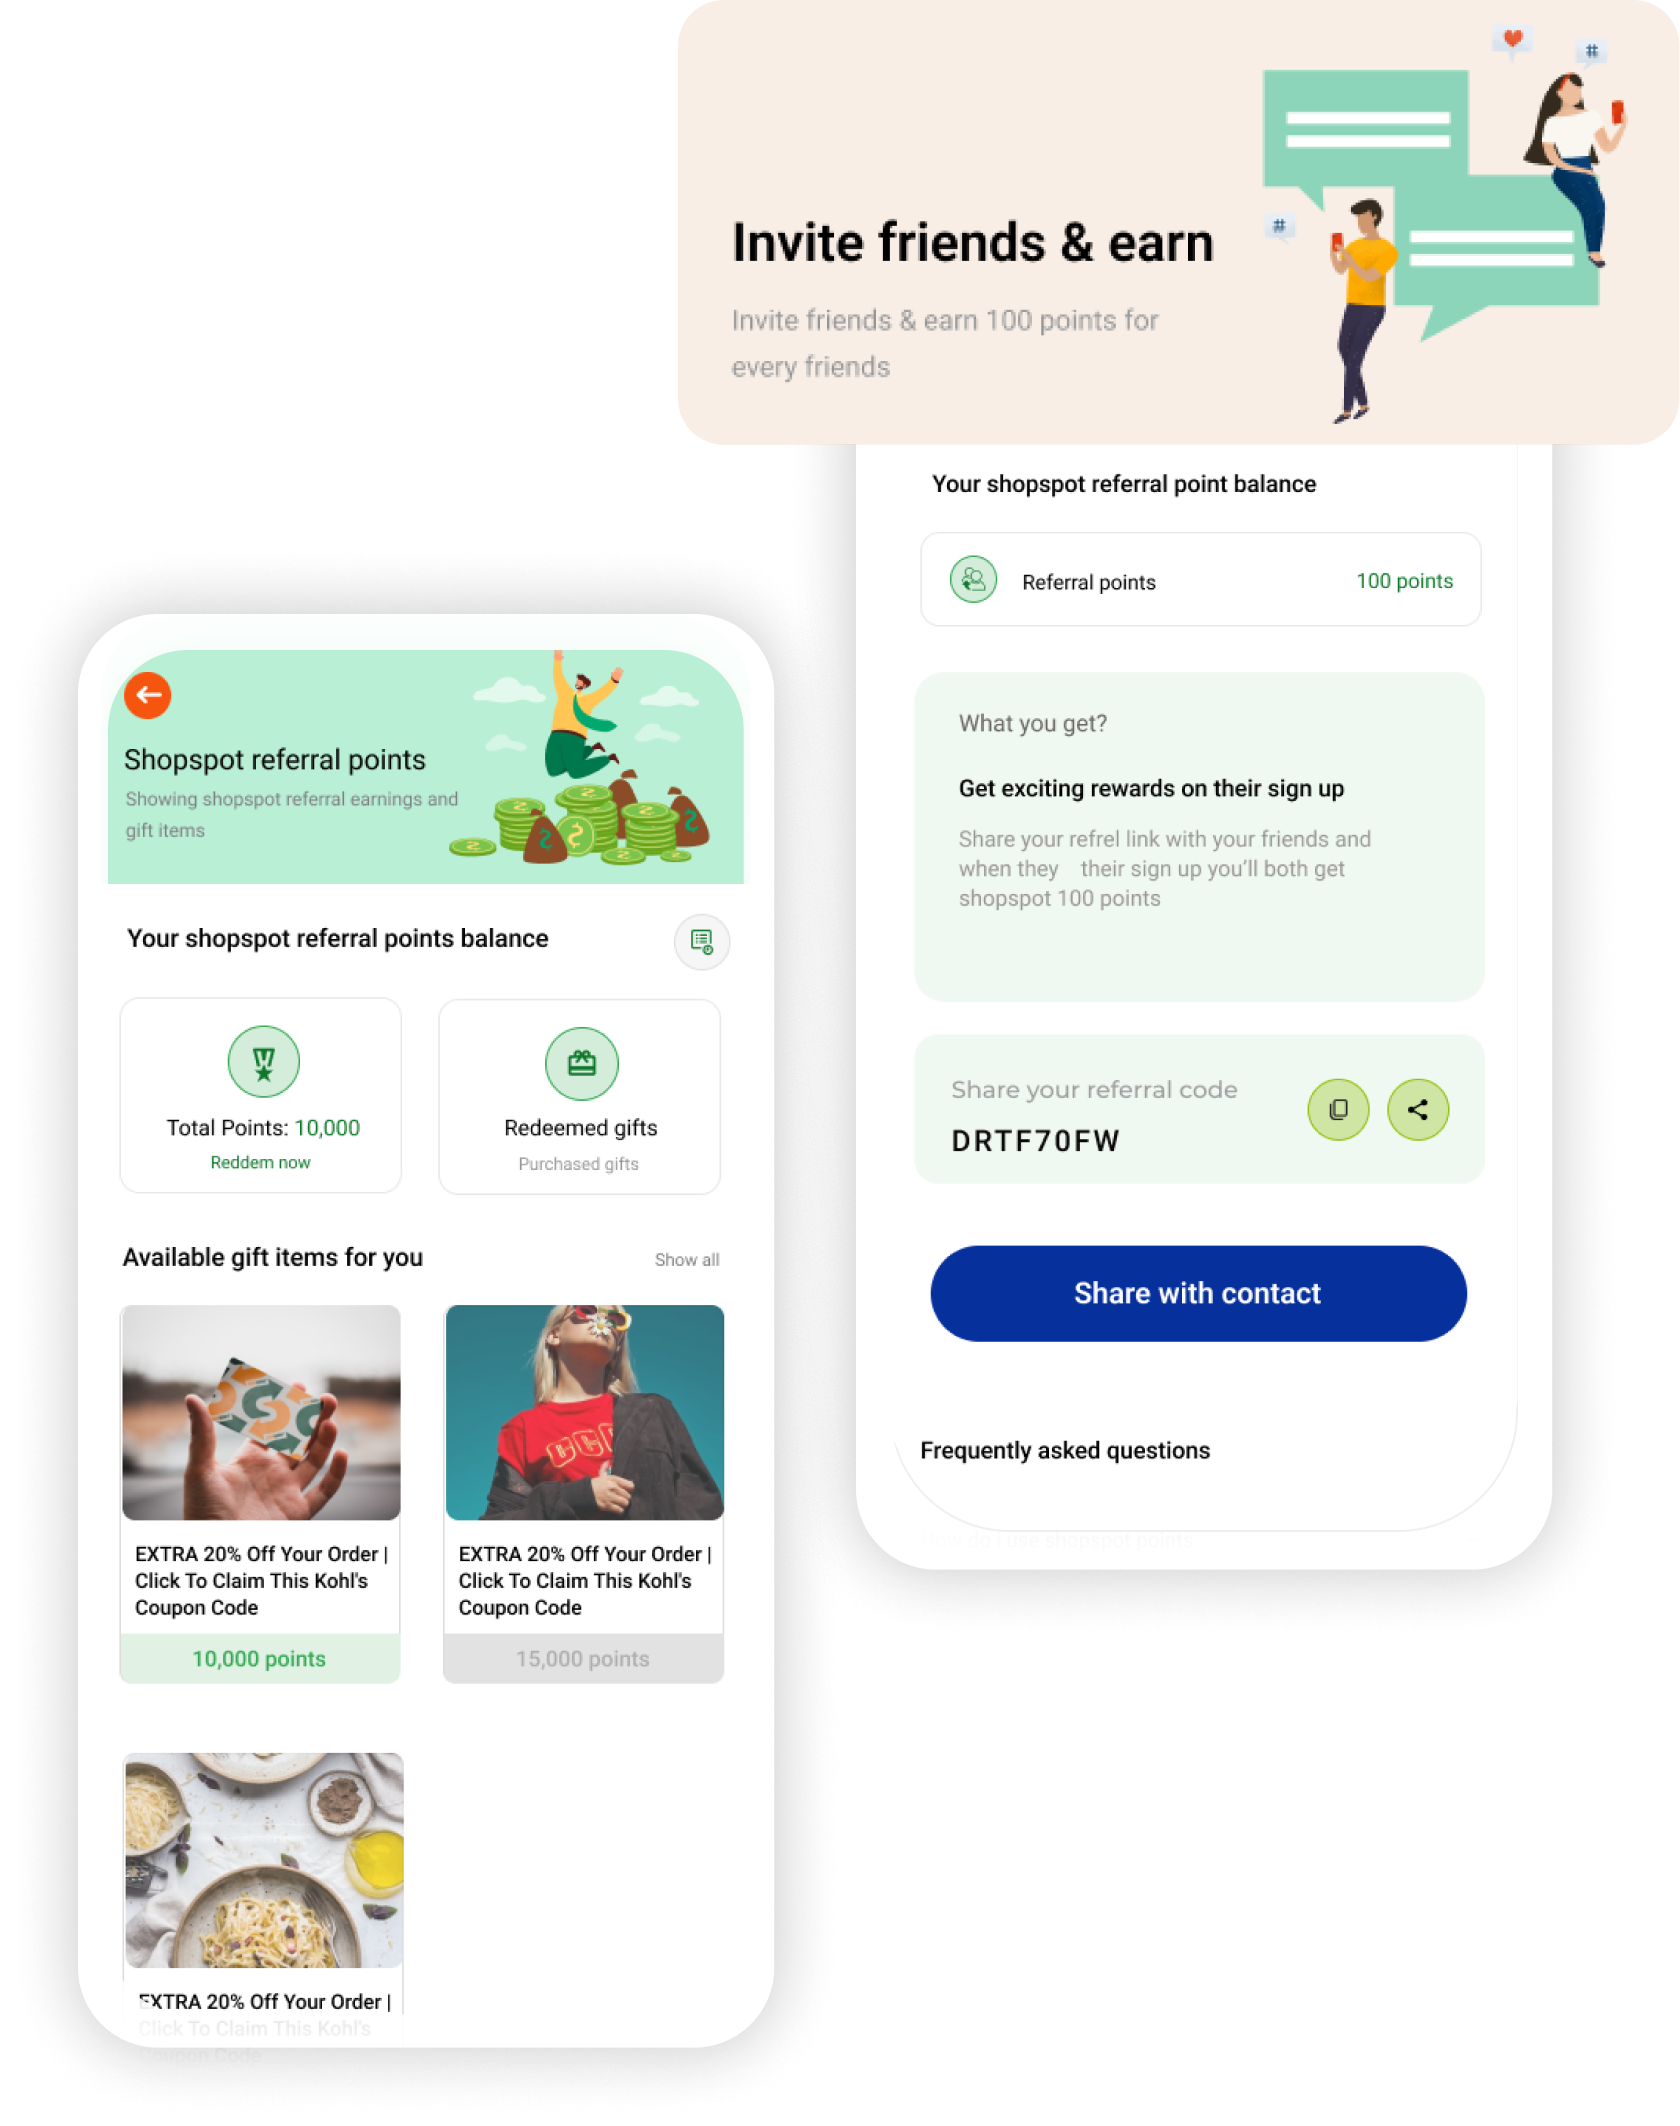 Invite friends & earn
Invite friends & earn 100 points for
every friends
#
#
Your shopspot referral point balance
Referral points
100 points
What you get?
Get exciting rewards on their sign up
Share your refrel link with your friends and
when they their sign up you’ll both get
shopspot 100 points
Share your referral code
DRTF70FW
Share with contact
Frequently asked questions
How do I use shopspot points
Shopspot referral points
Showing shopspot referral earnings and
gift items
Your shopspot referral points balance
Total Points: 10,000
Reddem now
Redeemed gifts
Purchased gifts
Available gift items for you
Show all
EXTRA 20% Off Your Order |
Click To Claim This Kohl's
Coupon Code
10,000 points
EXTRA 20% Off Your Order |
Click To Claim This Kohl's
Coupon Code
15,000 points
EXTRA 20% Off Your Order |
Click To Claim This Kohl's
Coupon Code